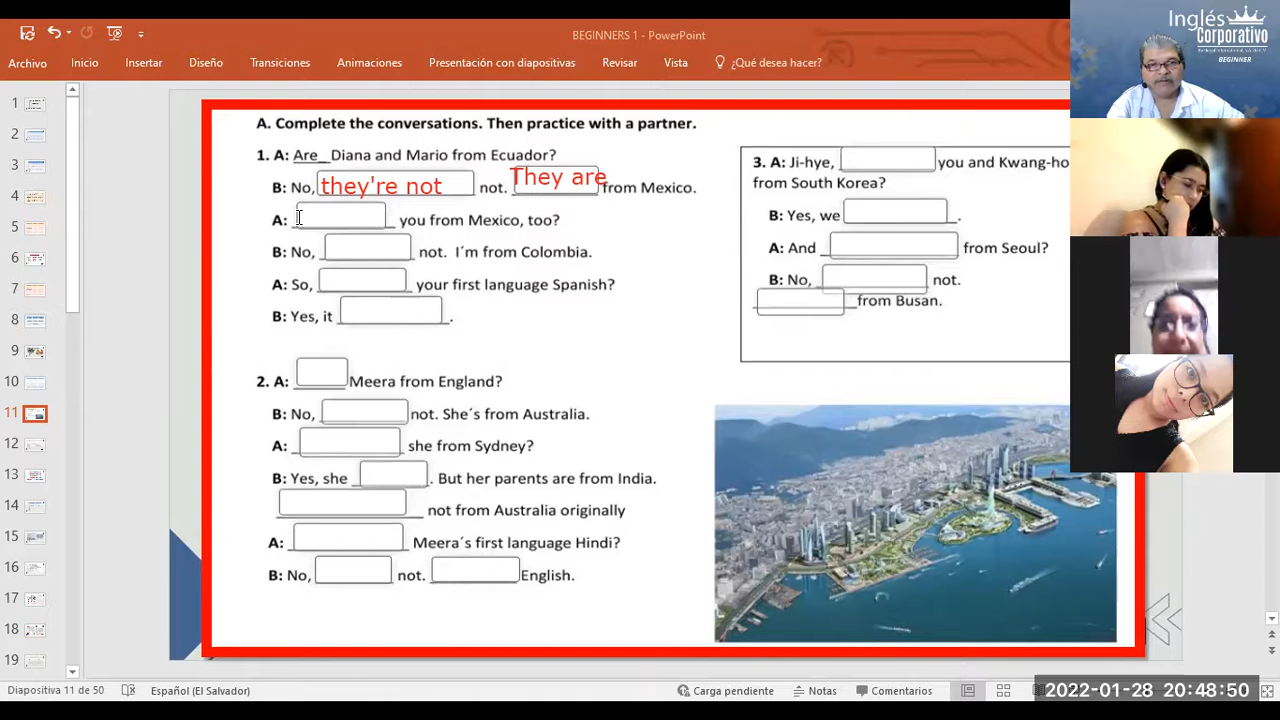 BEGINNERS 1 - PowerPoint
Inglés
Corporativo
BEGINNER
Archivo Inicio Insertar Diseño Transiciones Animaciones Presentación con diapositivas Revisar Vista ¿Qué desea hacer?
1
2
3
4
5
6
7
8
9
10
11
12
13
14
15
16
17
18
19
A. Complete the conversations. Then practice with a partner.
1. A: Are_ Diana and Mario from Ecuador?
B: No, they're not not. They are from Mexico.
A: you from Mexico, too?
B: No, not. I´m from Colombia.
A: So, your first language Spanish?
B: Yes, it .
2. A: Meera from England?
B: No, not. She´s from Australia.
A: she from Sydney?
B: Yes, she . But her parents are from India.
not from Australia originally
A: Meera´s first language Hindi?
B: No, not. English.
3. A: Ji-hye, you and Kwang-ho
from South Korea?
B: Yes, we .
A: And from Seoul?
B: No, not.
from Busan.
Diapositiva 11 de 50 Español (El Salvador) Carga pendiente Notas Comentarios
2022-01-28 20:48:50